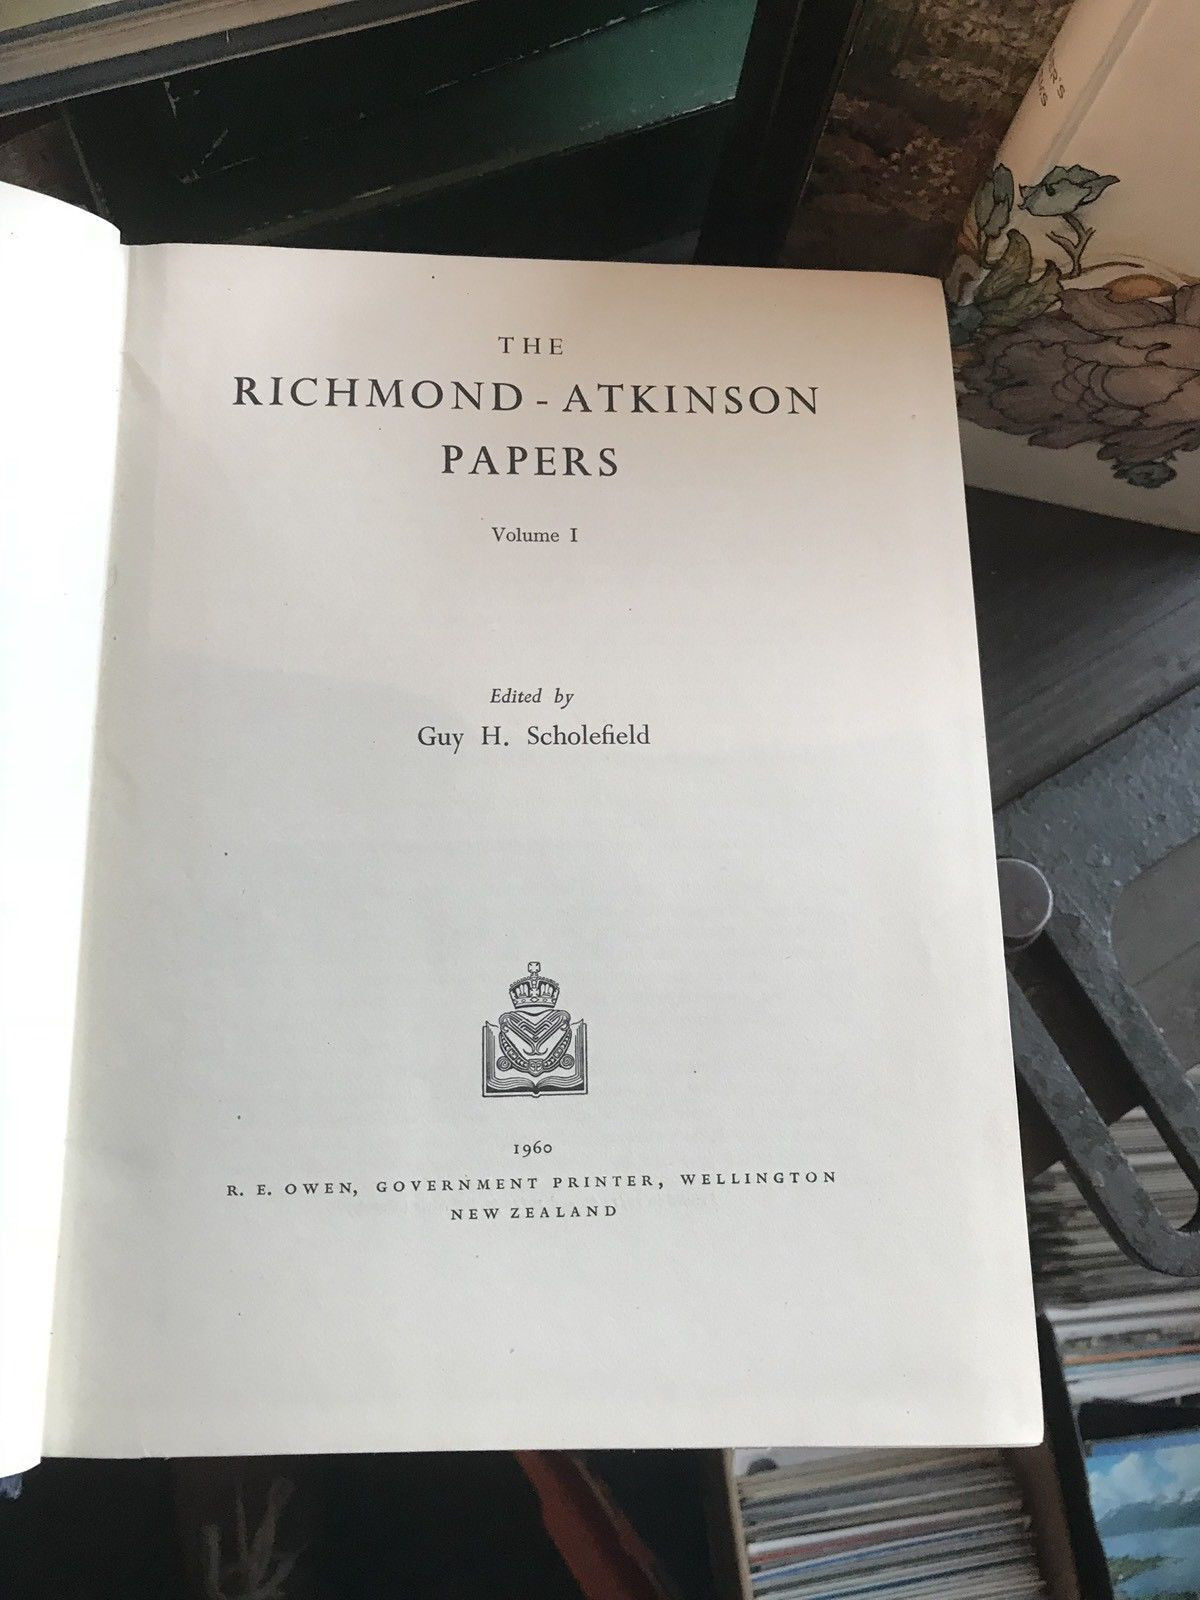 THE
RICHMOND - ATKINSON
PAPERS
Volume I
Edited by
Guy H. Scholefield
1960
R. E. OWEN, GOVERNMENT PRINTER, WELLINGTON
NEW ZEALAND